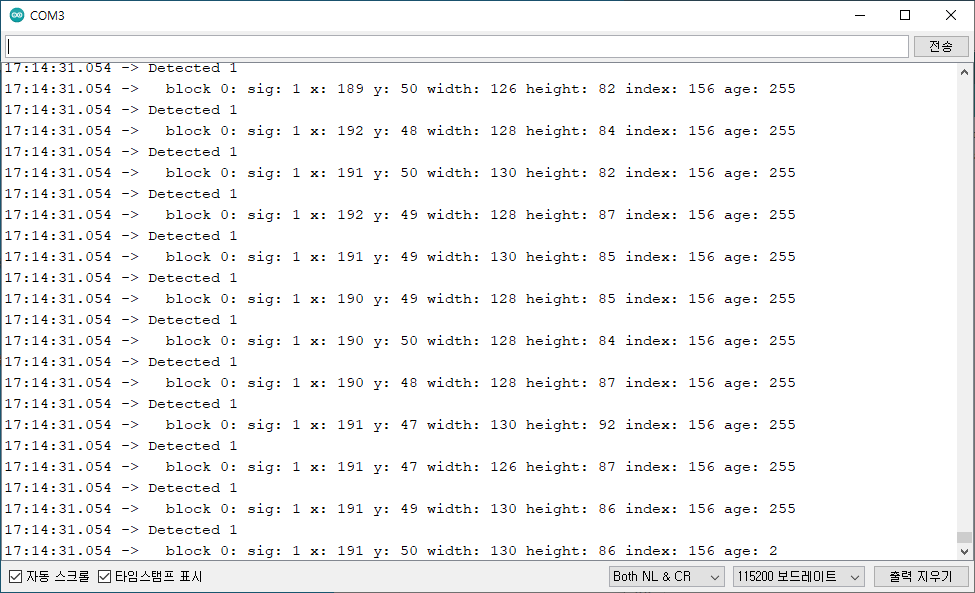 COM3
전송
17:14:31.054 -> Detected 1
17:14:31.054 ->   block 0: sig: 1 x: 189 y: 50 width: 126 height: 82 index: 156 age: 255
17:14:31.054 -> Detected 1
17:14:31.054 ->   block 0: sig: 1 x: 192 y: 48 width: 128 height: 84 index: 156 age: 255
17:14:31.054 -> Detected 1
17:14:31.054 ->   block 0: sig: 1 x: 191 y: 50 width: 130 height: 82 index: 156 age: 255
17:14:31.054 -> Detected 1
17:14:31.054 ->   block 0: sig: 1 x: 192 y: 49 width: 128 height: 87 index: 156 age: 255
17:14:31.054 -> Detected 1
17:14:31.054 ->   block 0: sig: 1 x: 191 y: 49 width: 130 height: 85 index: 156 age: 255
17:14:31.054 -> Detected 1
17:14:31.054 ->   block 0: sig: 1 x: 190 y: 49 width: 128 height: 85 index: 156 age: 255
17:14:31.054 -> Detected 1
17:14:31.054 ->   block 0: sig: 1 x: 190 y: 50 width: 128 height: 84 index: 156 age: 255
17:14:31.054 -> Detected 1
17:14:31.054 ->   block 0: sig: 1 x: 190 y: 48 width: 128 height: 87 index: 156 age: 255
17:14:31.054 -> Detected 1
17:14:31.054 ->   block 0: sig: 1 x: 191 y: 47 width: 130 height: 92 index: 156 age: 255
17:14:31.054 -> Detected 1
17:14:31.054 ->   block 0: sig: 1 x: 191 y: 47 width: 126 height: 87 index: 156 age: 255
17:14:31.054 -> Detected 1
17:14:31.054 ->   block 0: sig: 1 x: 191 y: 49 width: 130 height: 86 index: 156 age: 255
17:14:31.054 -> Detected 1
17:14:31.054 ->   block 0: sig: 1 x: 191 y: 50 width: 130 height: 86 index: 156 age: 2
자동 스크롤 타임스탬프 표시 Both NL & CR 115200 보드레이트 출력 지우기